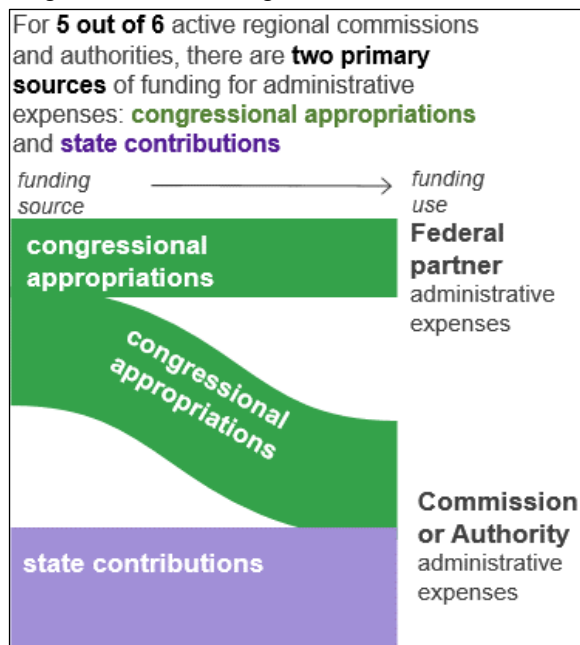 For 5 out of 6 active regional commissions
and authorities, there are two primary
sources of funding for administrative
expenses: congressional appropriations
and state contributions
funding
source
funding
use
congressional
appropriations
Federal
partner
administrative
expenses
congressional
appropriations
Commission
or Authority
administrative
expenses
state contributions